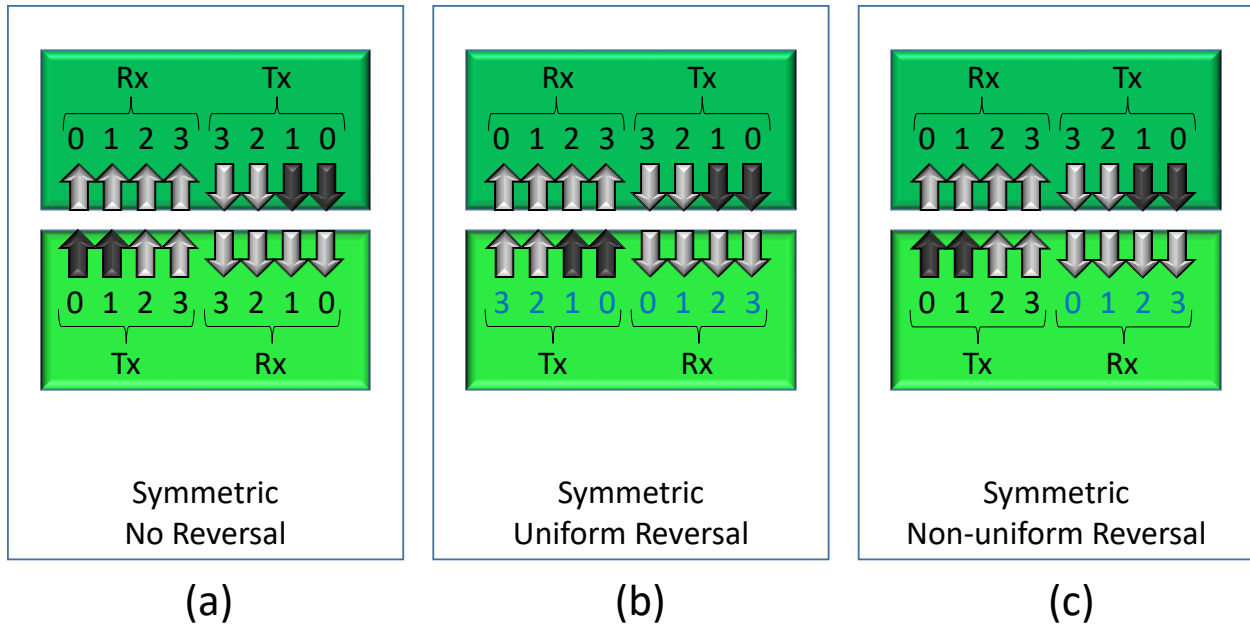 Rx Tx
0 1 2 3 3 2 1 0
0 1 2 3 3 2 1 0
Tx Rx
Symmetric
No Reversal
(a)
Rx Tx
0 1 2 3 3 2 1 0
3 2 1 0 0 1 2 3
Tx Rx
Symmetric
Uniform Reversal
(b)
Rx Tx
0 1 2 3 3 2 1 0
0 1 2 3 0 1 2 3
Tx Rx
Symmetric
Non-uniform Reversal
(c)